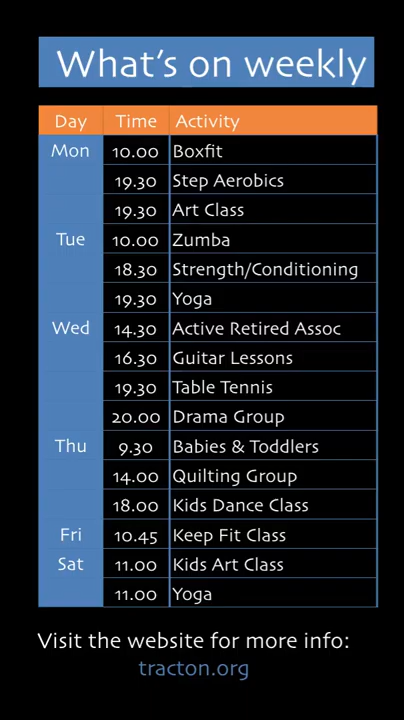 What's on weekly
Day Time Activity
Mon 10.00 Boxfit
19.30 Step Aerobics
19.30 Art Class
Tue 10.00 Zumba
18.30 Strength/Conditioning
19.30 Yoga
Wed 14.30 Active Retired Assoc
16.30 Guitar Lessons
19.30 Table Tennis
20.00 Drama Group
Thu 9.30 Babies & Toddlers
14.00 Quilting Group
18.00 Kids Dance Class
Fri 10.45 Keep Fit Class
Sat 11.00 Kids Art Class
11.00 Yoga
Visit the website for more info:
tracton.org